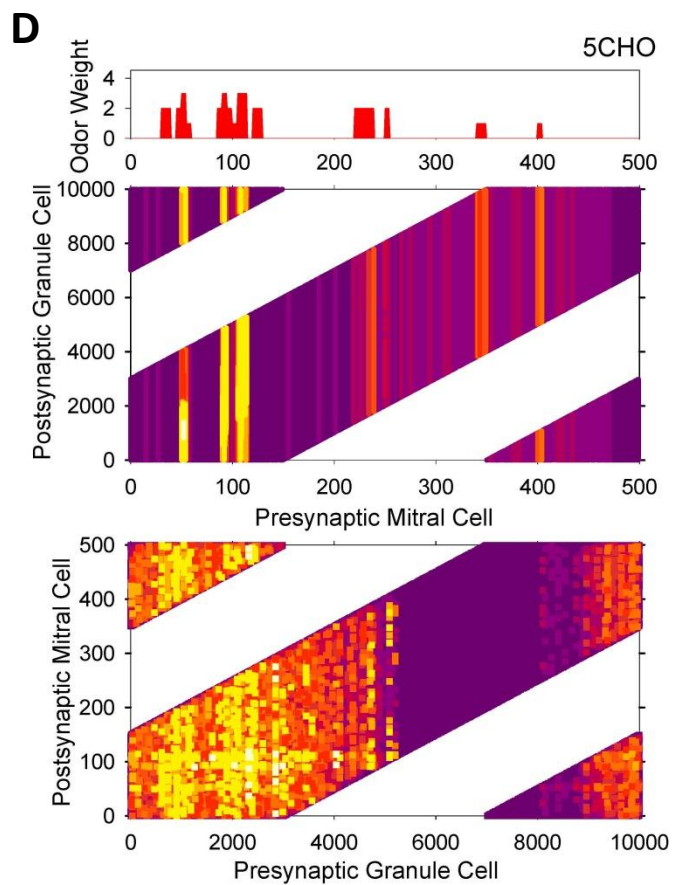 D
5CHO
Odor Weight
4
2
0
0 100 200 300 400 500
Postsynaptic Granule Cell
10000
8000
6000
4000
2000
0
0 100 200 300 400 500
Presynaptic Mitral Cell
Postsynaptic Mitral Cell
500
400
300
200
100
0
0 2000 4000 6000 8000 10000
Presynaptic Granule Cell